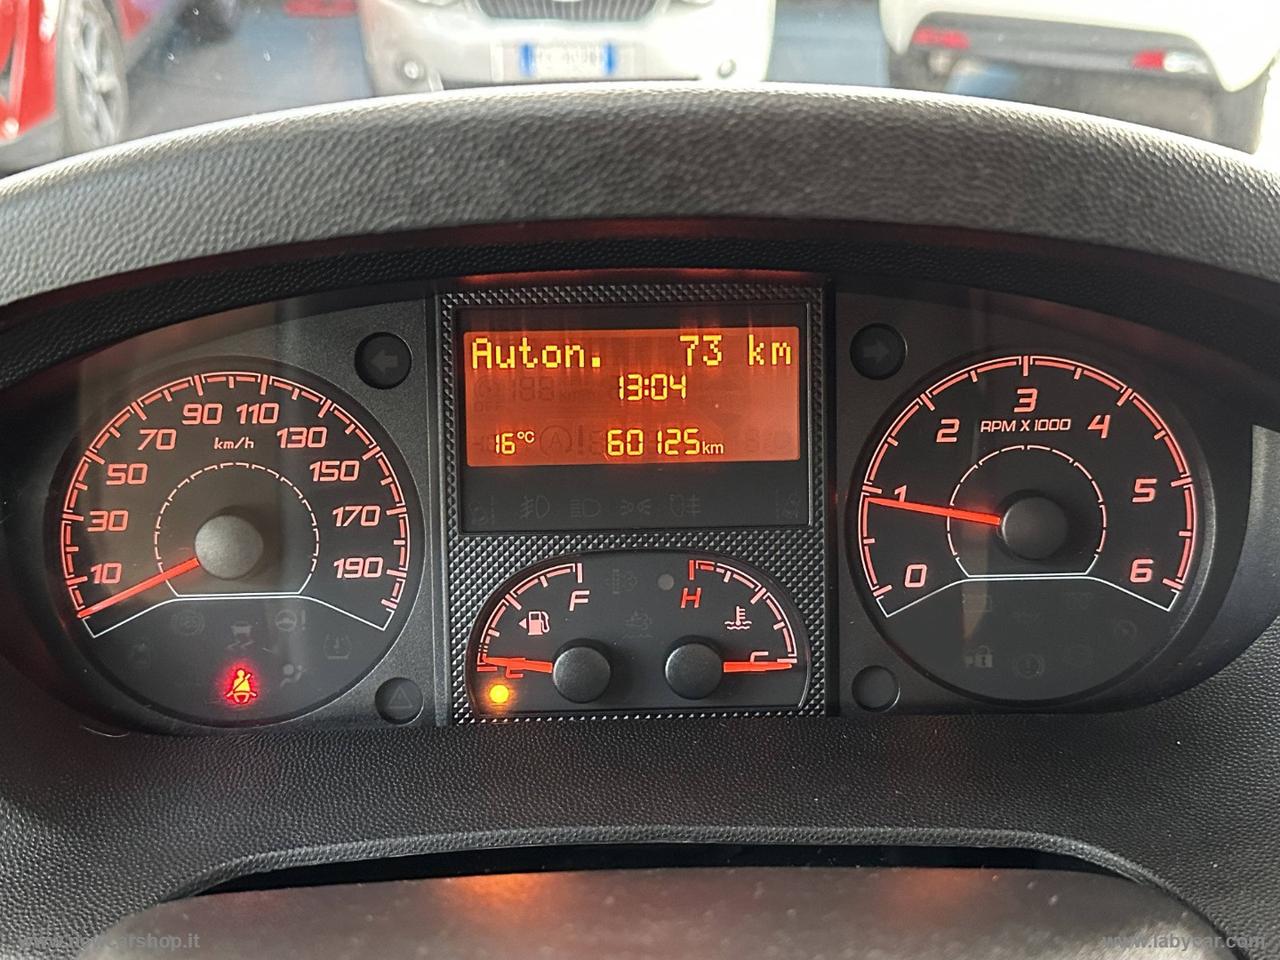 Auton. 73 km
13:04
16°C 60125km
90 110
70 km/h 130
50 150
30 170
10 190
3
2 RPM X 1000 4
1 5
0 6
F H
C
www.iabycar.com